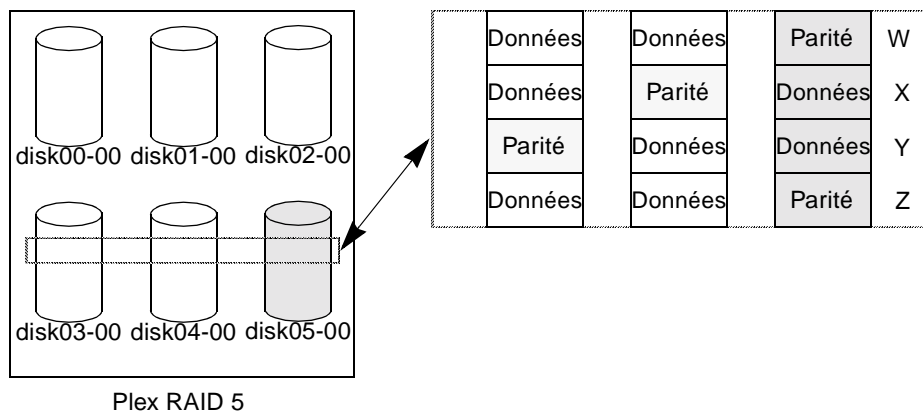 Données Données Parité W
Données Parité Données X
Parité Données Données Y
Données Données Parité Z
disk00-00 disk01-00 disk02-00
disk03-00 disk04-00 disk05-00
Plex RAID 5